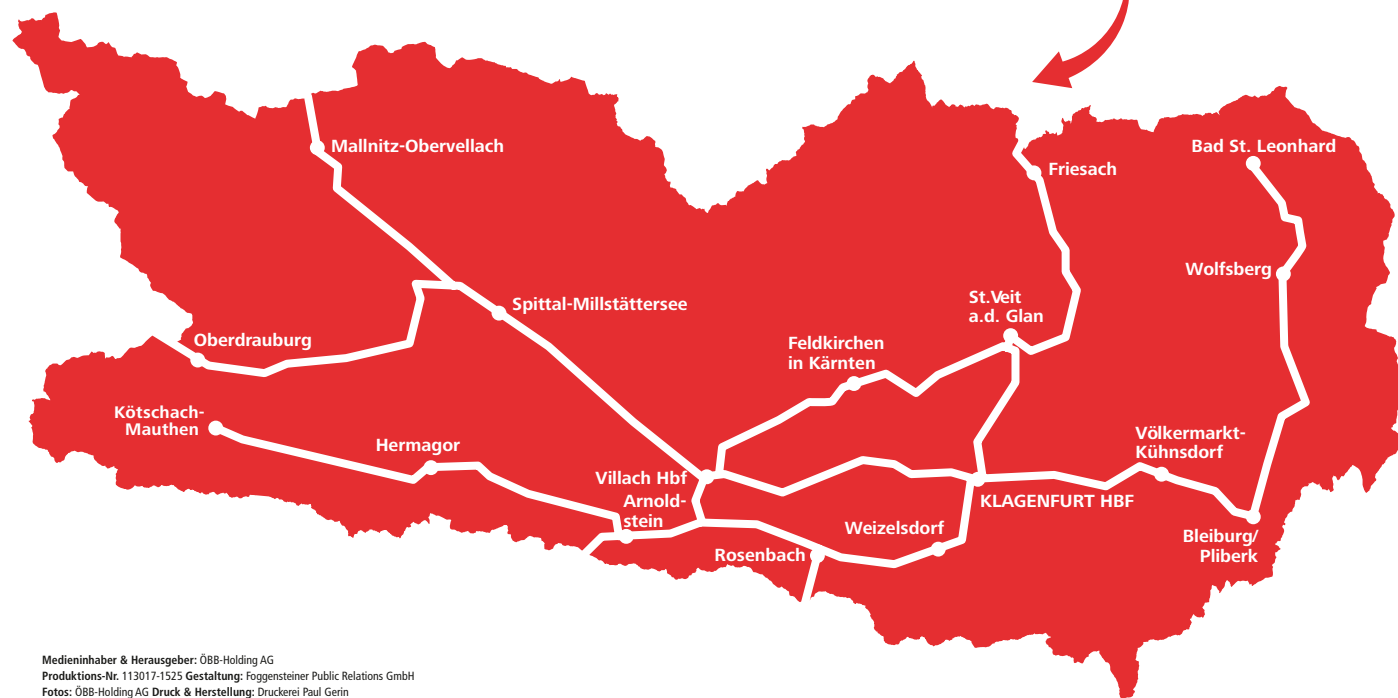 Mallnitz-Obervellach
Bad St. Leonhard
Friesach
Wolfsberg
Spittal-Millstättersee
St.Veit
a.d. Glan
Oberdrauburg
Feldkirchen
in Kärnten
Kötschach-
Mauthen
Hermagor
Völkermarkt-
Kühnsdorf
Villach Hbf
Arnold-
stein
KLAGENFURT HBF
Weizelsdorf
Rosenbach
Bleiburg/
Pliberk
Medieninhaber & Herausgeber: ÖBB-Holding AG
Produktions-Nr. 113017-1525 Gestaltung: Foggensteiner Public Relations GmbH
Fotos: ÖBB-Holding AG Druck & Herstellung: Druckerei Paul Gerin